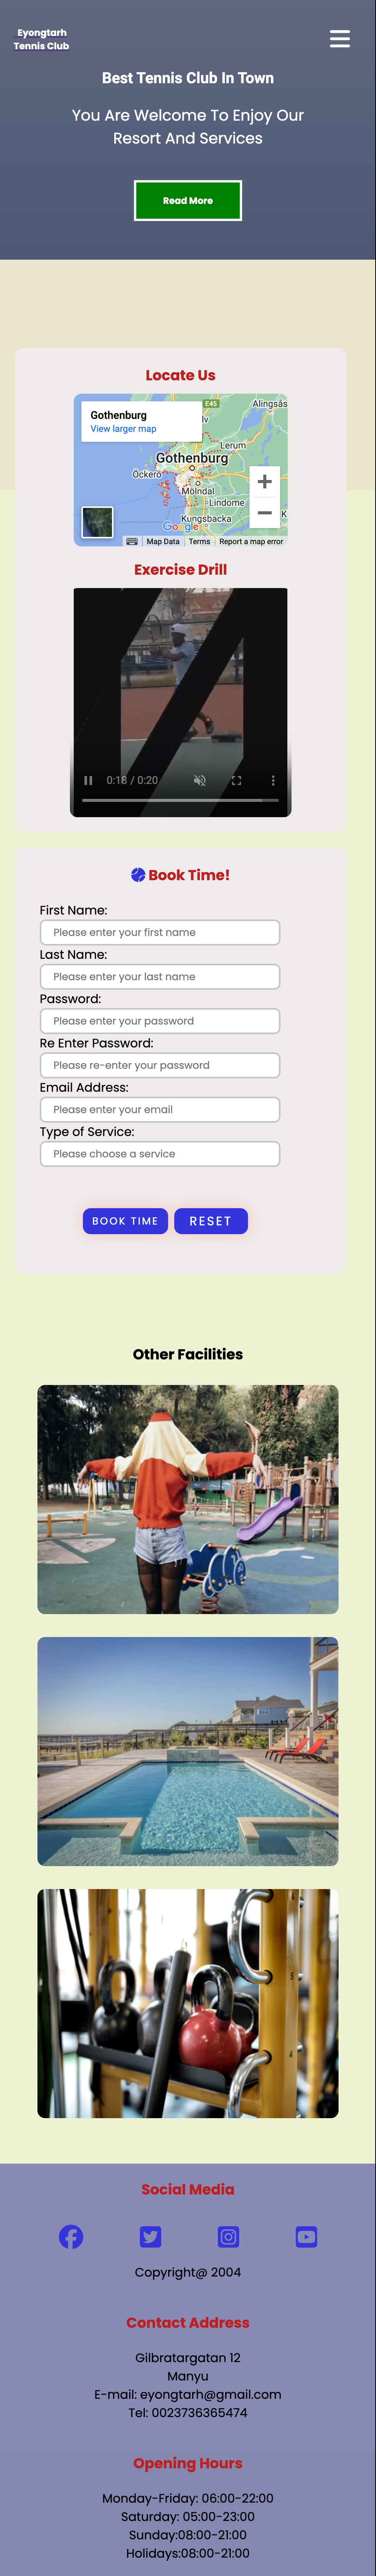 Eyongtarh
Tennis Club
Best Tennis Club In Town
You Are Welcome To Enjoy Our
Resort And Services
Read More
Locate Us
Gothenburg
View larger map
E45
Alingsås
lv
Lerum
Gothenburg
Öckerö
Mölndal
Lindome
Kungsbacka
K
Google
Map Data
Terms
Report a map error
Exercise Drill
0:18 / 0:20
Book Time!
First Name:
Please enter your first name
Last Name:
Please enter your last name
Password:
Please enter your password
Re Enter Password:
Please re-enter your password
Email Address:
Please enter your email
Type of Service:
Please choose a service
BOOK TIME
RESET
Other Facilities
Social Media
Copyright@ 2004
Contact Address
Gilbratargatan 12
Manyu
E-mail: eyongtarh@gmail.com
Tel: 0023736365474
Opening Hours
Monday-Friday: 06:00-22:00
Saturday: 05:00-23:00
Sunday:08:00-21:00
Holidays:08:00-21:00